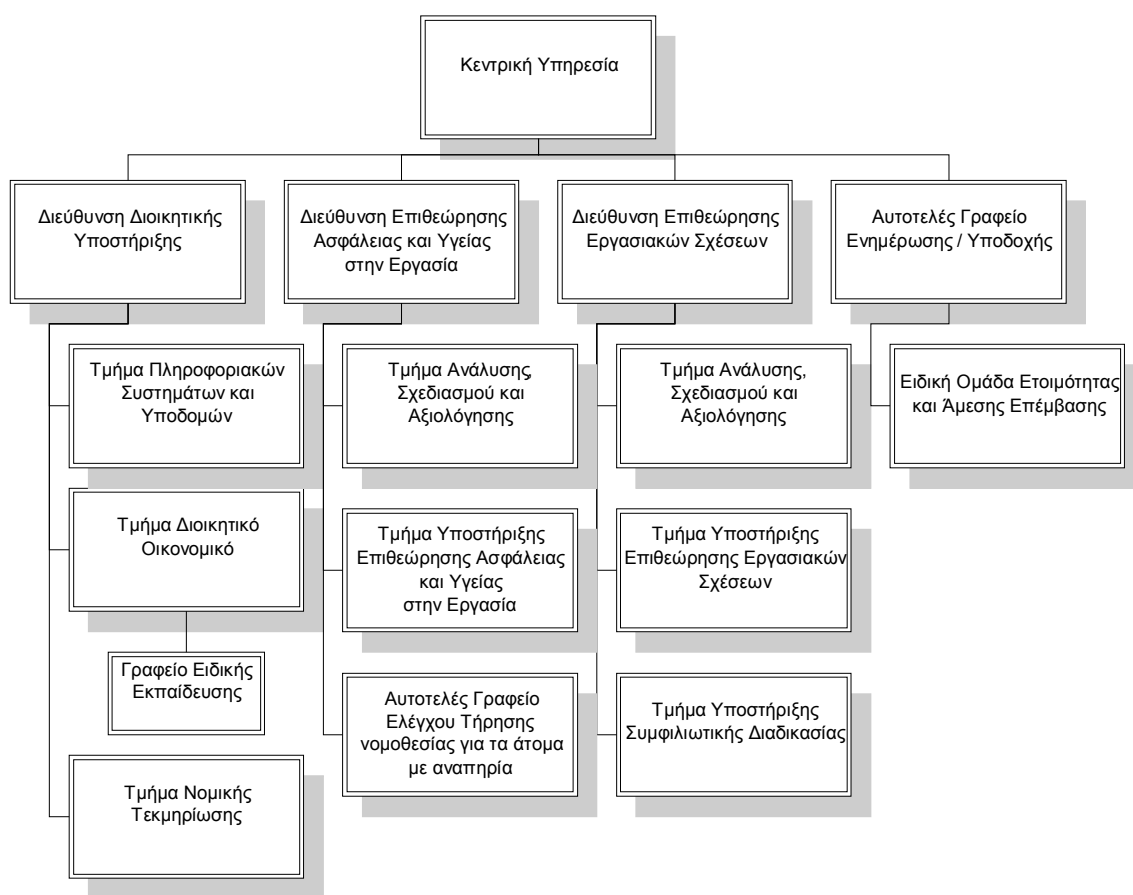 Κεντρική Υπηρεσία
Διεύθυνση Διοικητικής
Υποστήριξης
Διεύθυνση Επιθεώρησης
Ασφάλειας και Υγείας
στην Εργασία
Διεύθυνση Επιθεώρησης
Εργασιακών Σχέσεων
Αυτοτελές Γραφείο
Ενημέρωσης / Υποδοχής
Τμήμα Πληροφοριακών
Συστημάτων και
Υποδομών
Τμήμα Ανάλυσης,
Σχεδιασμού και
Αξιολόγησης
Τμήμα Ανάλυσης,
Σχεδιασμού και
Αξιολόγησης
Ειδική Ομάδα Ετοιμότητας
και Άμεσης Επέμβασης
Τμήμα Διοικητικό
Οικονομικό
Τμήμα Υποστήριξης
Επιθεώρησης Ασφάλειας
και Υγείας
στην Εργασία
Τμήμα Υποστήριξης
Επιθεώρησης Εργασιακών
Σχέσεων
Γραφείο Ειδικής
Εκπαίδευσης
Αυτοτελές Γραφείο
Ελέγχου Τήρησης
νομοθεσίας για τα άτομα
με αναπηρία
Τμήμα Υποστήριξης
Συμφιλιωτικής Διαδικασίας
Τμήμα Νομικής
Τεκμηρίωσης